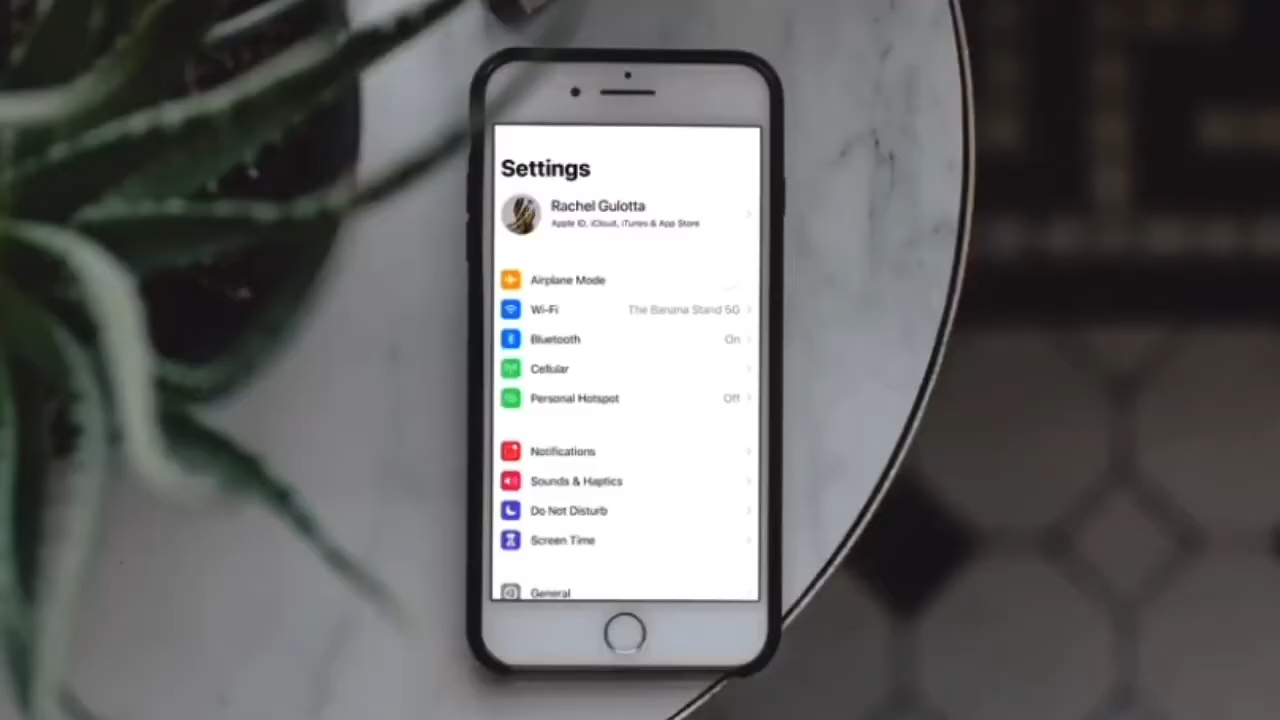 Settings
Rachel Gulotta
Apple ID, iCloud, iTunes & App Store
Airplane Mode
Wi-Fi The Banana Stand 5G
Bluetooth On
Cellular
Personal Hotspot Off
Notifications
Sounds & Haptics
Do Not Disturb
Screen Time
General